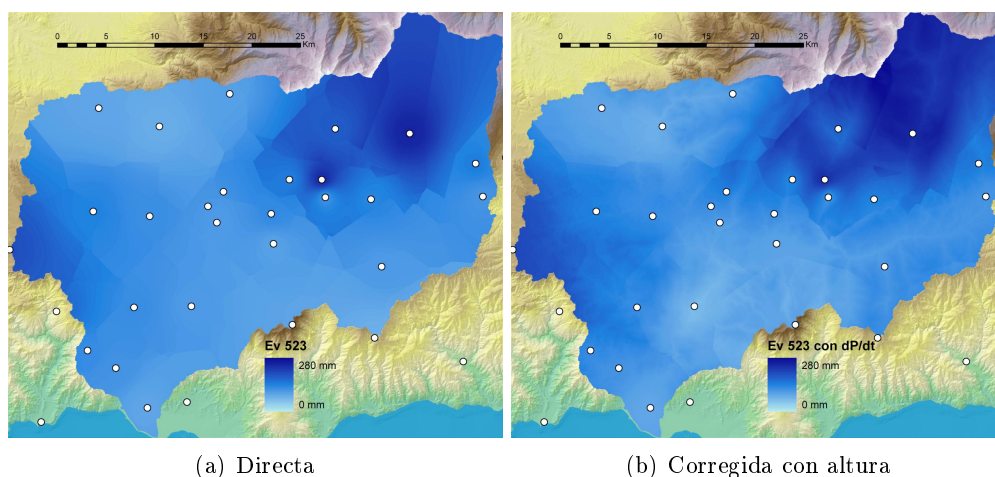 0 5 10 15 20 25
Km
Ev 523
280 mm
0 mm
(a) Directa
0 5 10 15 20 25
Km
Ev 523 con dP/dt
280 mm
0 mm
(b) Corregida con altura